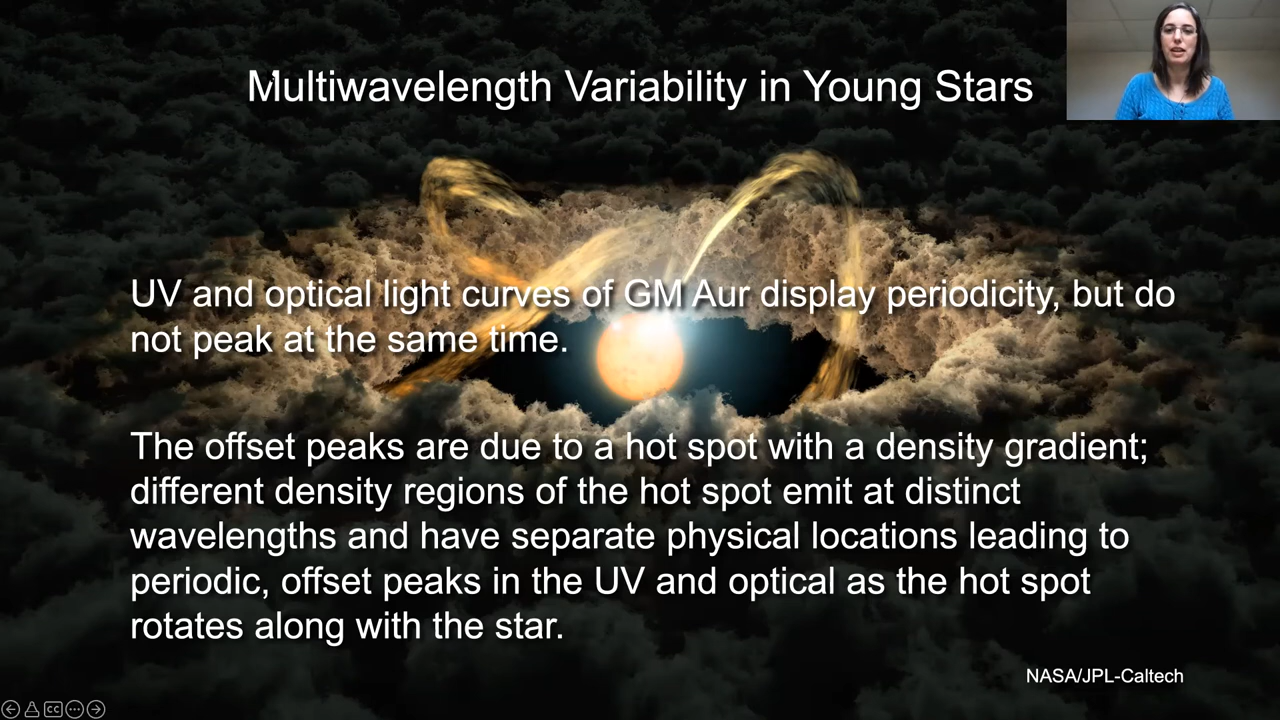 Multiwavelength Variability in Young Stars
UV and optical light curves of GM Aur display periodicity, but do
not peak at the same time.
The offset peaks are due to a hot spot with a density gradient;
different density regions of the hot spot emit at distinct
wavelengths and have separate physical locations leading to
periodic, offset peaks in the UV and optical as the hot spot
rotates along with the star.
NASA/JPL-Caltech
CC